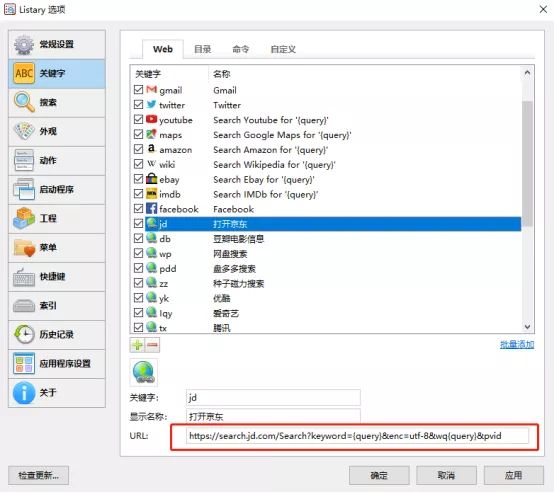 Listary 选项
常规设置
关键字
搜索
外观
动作
启动程序
工程
菜单
快捷键
索引
历史记录
应用程序设置
关于
Web 目录 命令 自定义
关键字 名称
gmail Gmail
twitter Twitter
youtube Search Youtube for '{query}'
maps Search Google Maps for '{query}'
amazon Search Amazon for '{query}'
wiki Search Wikipedia for '{query}'
ebay Search Ebay for '{query}'
imdb Search IMDb for '{query}'
facebook Facebook
jd 打开京东
db 豆瓣电影信息
wp 网盘搜索
pdd 盘多多搜索
zz 种子磁力搜索
yk 优酷
Iqy 爱奇艺
tx 腾讯
批量添加
关键字: jd
显示名称: 打开京东
URL: https://search.jd.com/Search?keyword={query}&enc=utf-8&wq{query}&pvid
检查更新... 确定 取消 应用